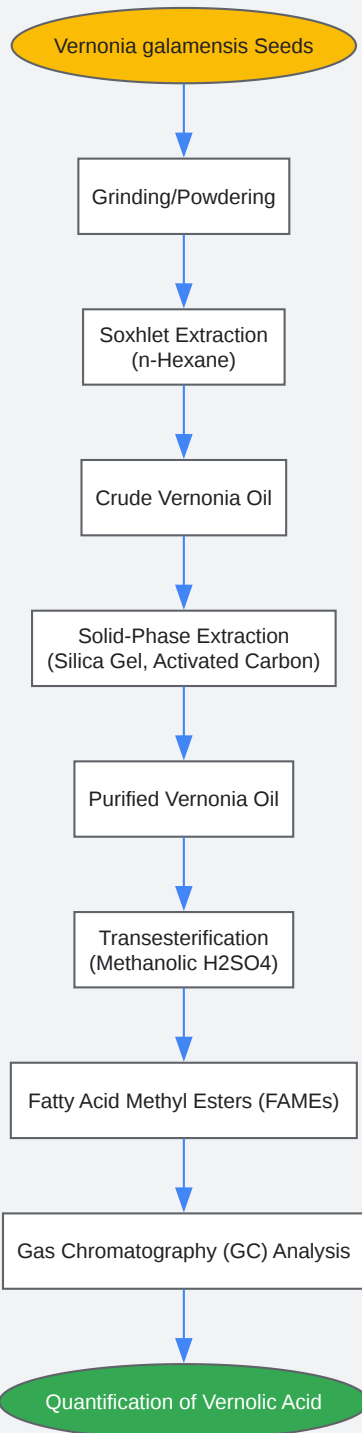 Vernonia galamensis Seeds
Grinding/Powdering
Soxhlet Extraction
(n-Hexane)
Crude Vernonia Oil
Solid-Phase Extraction
(Silica Gel, Activated Carbon)
Purified Vernonia Oil
Transesterification
(Methanolic H2SO4)
Fatty Acid Methyl Esters (FAMEs)
Gas Chromatography (GC) Analysis
Quantification of Vernolic Acid